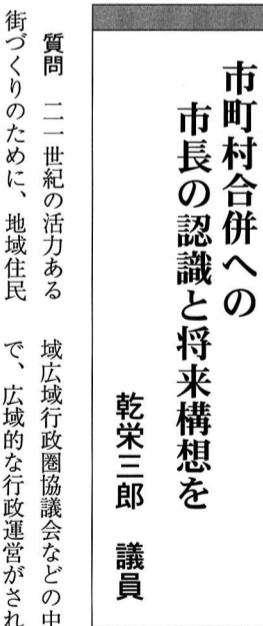 市町村合併への
市長の認識と将来構想を
乾栄三郎　議員
質問　二一世紀の活力ある
街づくりのために、地域住民
域広域行政圏協議会などの中
で、広域的な行政運営がされ